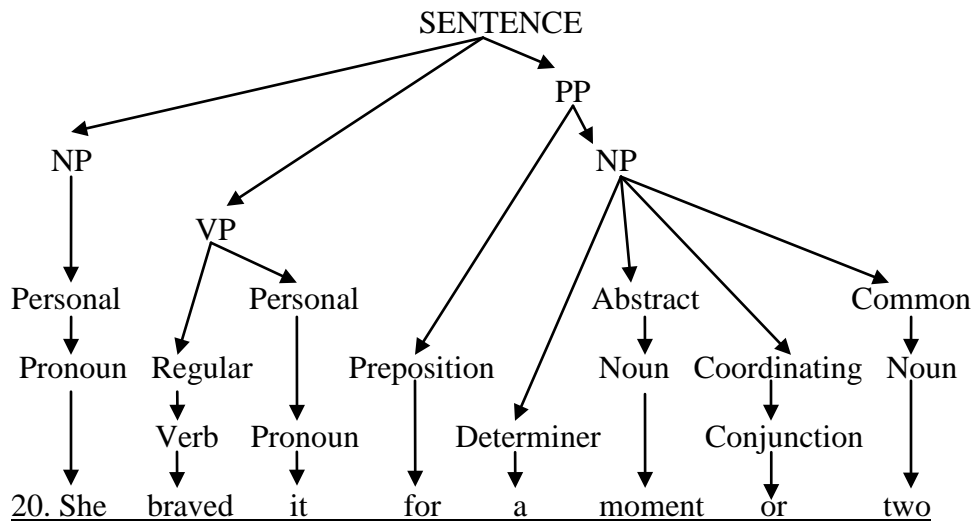 SENTENCE
PP
NP NP
VP
Personal Personal Abstract Common
Pronoun Regular Preposition Noun Coordinating Noun
Verb Pronoun Determiner Conjunction
20. She braved it for a moment or two